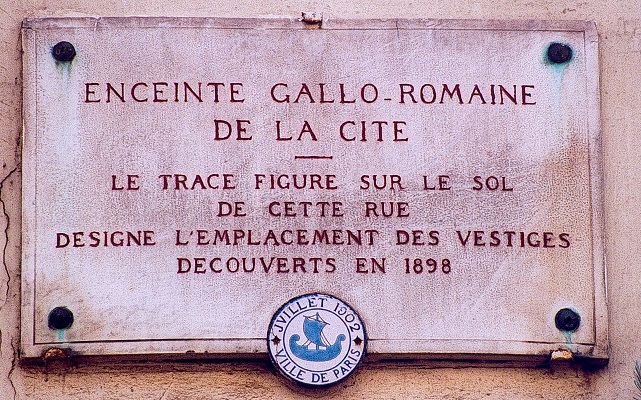 ENCEINTE GALLO-ROMAINE
DE LA CITE
LE TRACE FIGURE SUR LE SOL
DE CETTE RUE
DESIGNE L'EMPLACEMENT DES VESTIGES
DECOUVERTS EN 1898
JVILLET 1902
VILLE DE PARIS